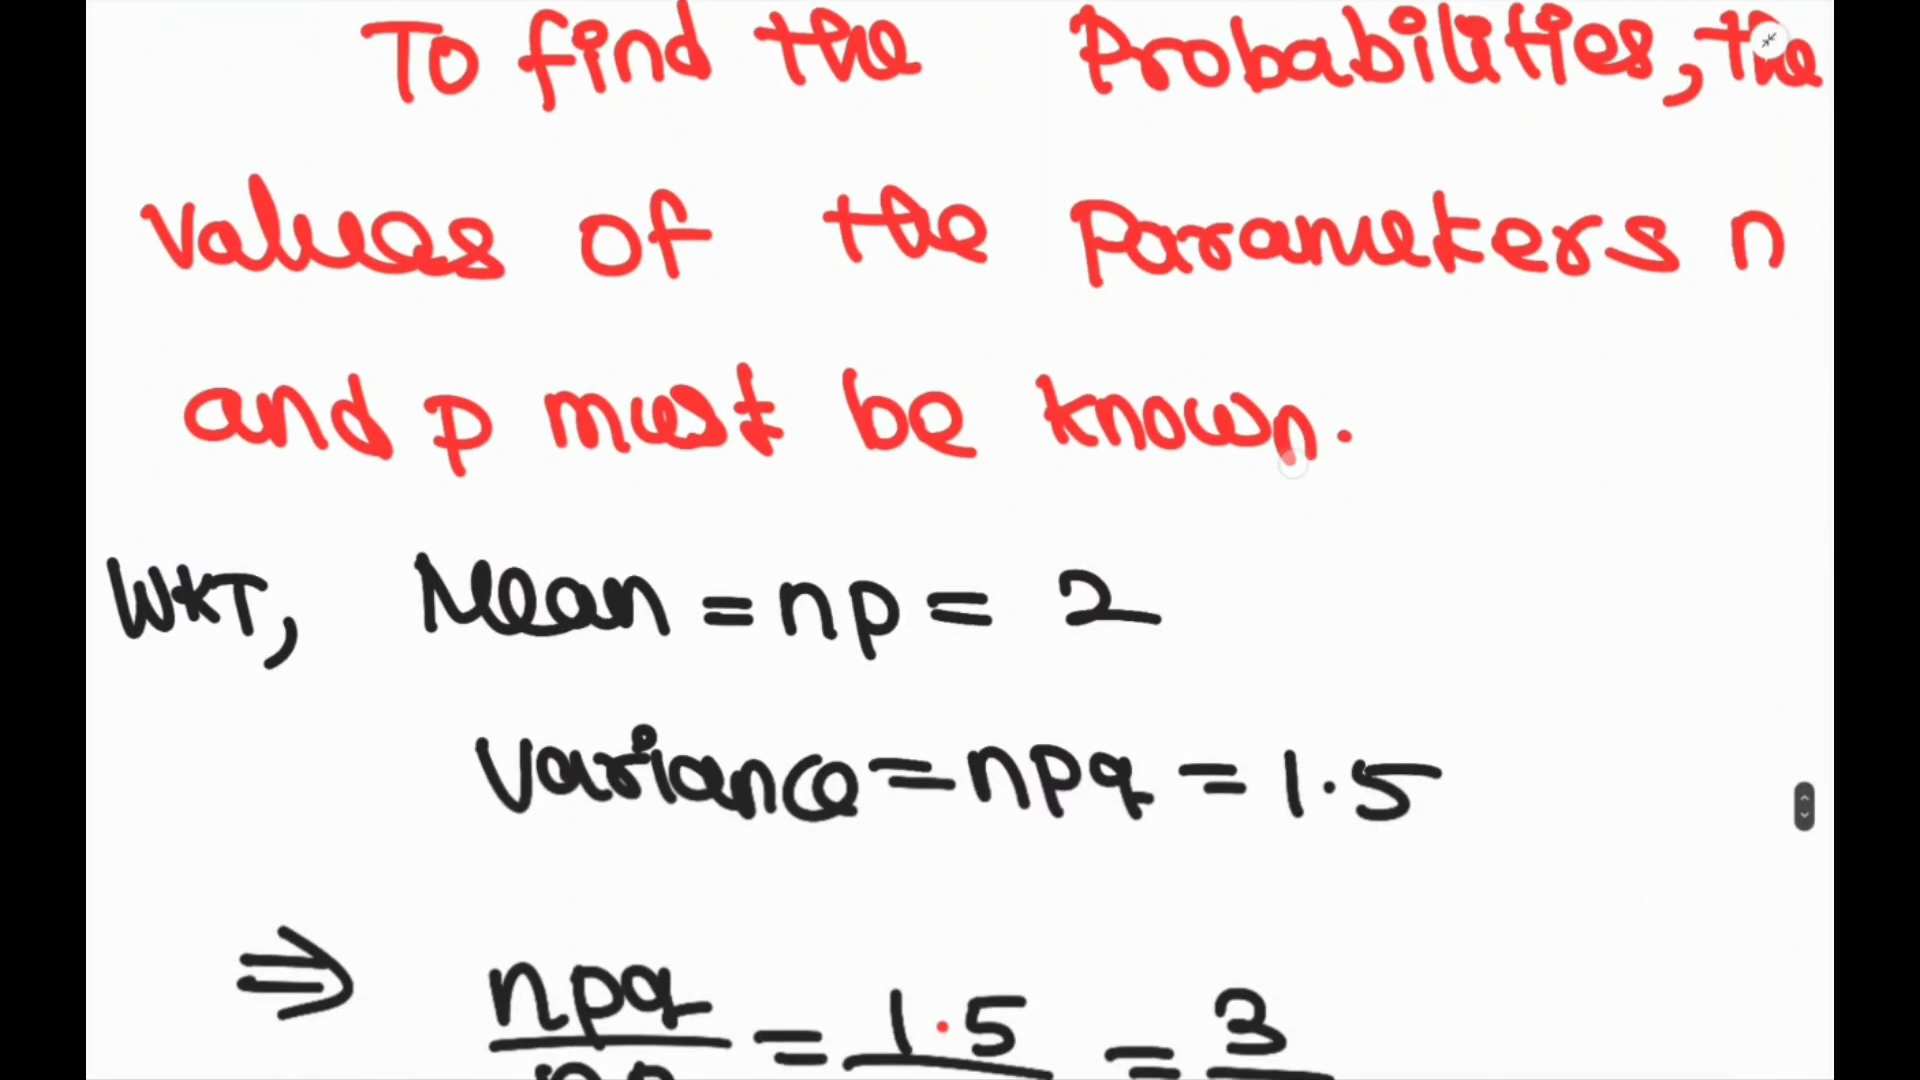 To find the Probabilities, the
values of the Parameters n
and p must be known.
WKT, Mean = np = 2
Variance = npq = 1.5
⇒ npq = 1.5 = 3
np